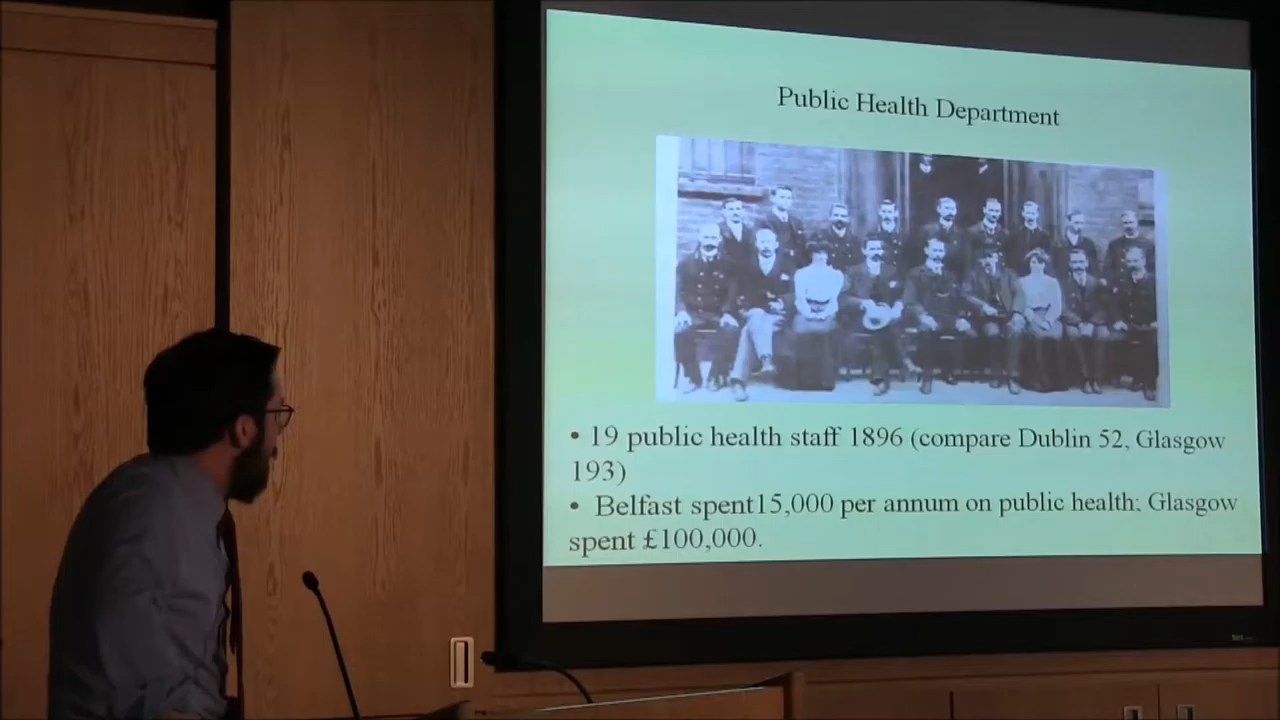 Public Health Department
• 19 public health staff 1896 (compare Dublin 52, Glasgow
193)
• Belfast spent15,000 per annum on public health; Glasgow
spent £100,000.